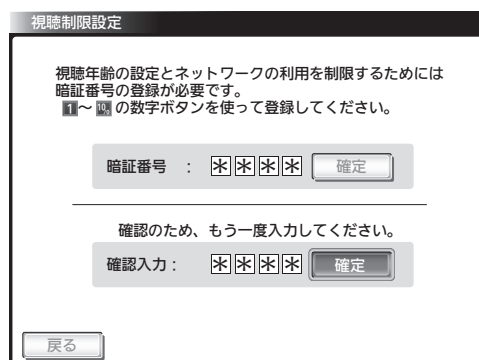 視聴制限設定
視聴年齢の設定とネットワークの利用を制限するためには
暗証番号の登録が必要です。
1〜10の数字ボタンを使って登録してください。
暗証番号 : ＊＊＊＊ 確定
確認のため、もう一度入力してください。
確認入力 : ＊＊＊＊ 確定
戻る